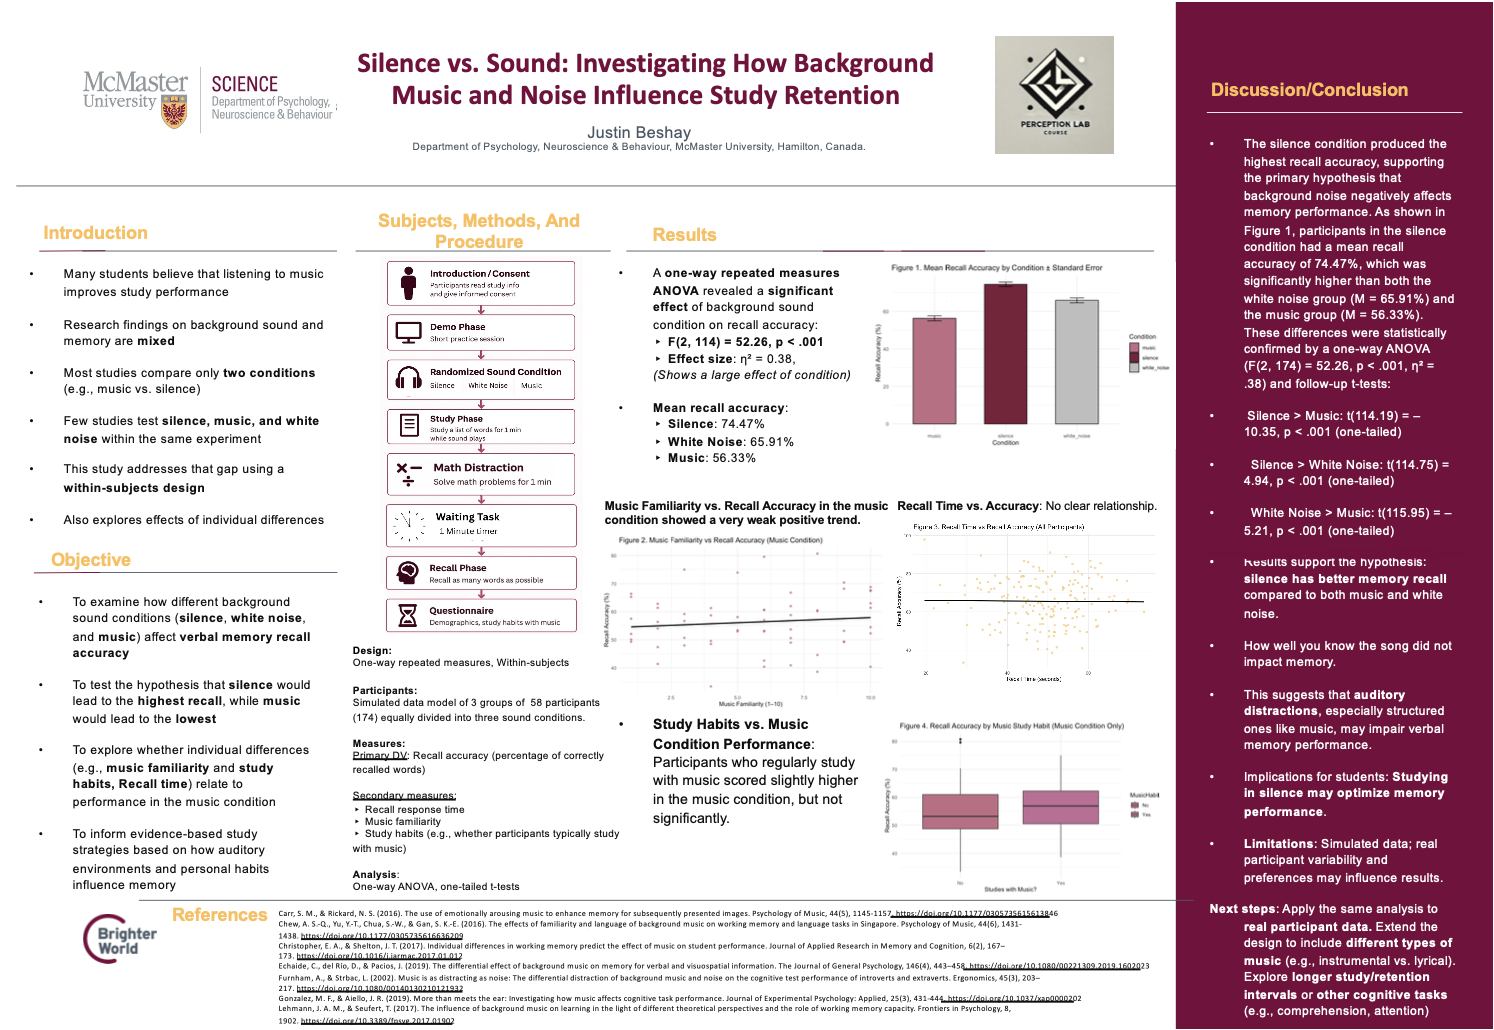 McMaster
University
SCIENCE
Department of Psychology,
Neuroscience & Behaviour
Silence vs. Sound: Investigating How Background
Music and Noise Influence Study Retention
Justin Beshay
Department of Psychology, Neuroscience & Behaviour, McMaster University, Hamilton, Canada.
PERCEPTION LAB
COURSE
Introduction
• Many students believe that listening to music
improves study performance
• Research findings on background sound and
memory are mixed
• Most studies compare only two conditions
(e.g., music vs. silence)
• Few studies test silence, music, and white
noise within the same experiment
• This study addresses that gap using a
within-subjects design
• Also explores effects of individual differences
Objective
• To examine how different background
sound conditions (silence, white noise,
and music) affect verbal memory recall
accuracy
• To test the hypothesis that silence would
lead to the highest recall, while music
would lead to the lowest
• To explore whether individual differences
(e.g., music familiarity and study
habits, Recall time) relate to
performance in the music condition
• To inform evidence-based study
strategies based on how auditory
environments and personal habits
influence memory
Subjects, Methods, And
Procedure
Introduction/Consent
Participants read study info
and give informed consent
Demo Phase
Short practice session
Randomized Sound Condition
Silence White Noise Music
Study Phase
Study a list of words for 1 min
while sound plays
Math Distraction
Solve math problems for 1 min
Waiting Task
1 Minute timer
Recall Phase
Recall as many words as possible
Questionnaire
Demographics, study habits with music
Design:
One-way repeated measures, Within-subjects
Participants:
Simulated data model of 3 groups of 58 participants
(174) equally divided into three sound conditions.
Measures:
Primary DV: Recall accuracy (percentage of correctly
recalled words)
Secondary measures:
‣ Recall response time
‣ Music familiarity
‣ Study habits (e.g., whether participants typically study
with music)
Analysis:
One-way ANOVA, one-tailed t-tests
Results
• A one-way repeated measures
ANOVA revealed a significant
effect of background sound
condition on recall accuracy:
‣ F(2, 114) = 52.26, p < .001
‣ Effect size: η² = 0.38,
(Shows a large effect of condition)
• Mean recall accuracy:
‣ Silence: 74.47%
‣ White Noise: 65.91%
‣ Music: 56.33%
Figure 1. Mean Recall Accuracy by Condition ± Standard Error
Recall Accuracy (%)
60
40
20
0
music silence white_noise
Condition
Condition
music
silence
white_noise
Music Familiarity vs. Recall Accuracy in the music
condition showed a very weak positive trend.
Figure 2. Music Familiarity vs Recall Accuracy (Music Condition)
Recall Accuracy (%)
80
70
60
50
40
2.5 5.0 7.5 10.0
Music Familiarity (1–10)
Recall Time vs. Accuracy: No clear relationship.
Figure 3. Recall Time vs Recall Accuracy (All Participants)
Recall Accuracy (%)
100
80
60
40
20 40 60
Recall Time (seconds)
• Study Habits vs. Music
Condition Performance:
Participants who regularly study
with music scored slightly higher
in the music condition, but not
significantly.
Figure 4. Recall Accuracy by Music Study Habit (Music Condition Only)
Recall Accuracy (%)
80
70
60
50
40
No Yes
Studies with Music?
MusicHabit
No
Yes
Discussion/Conclusion
• The silence condition produced the
highest recall accuracy, supporting
the primary hypothesis that
background noise negatively affects
memory performance. As shown in
Figure 1, participants in the silence
condition had a mean recall
accuracy of 74.47%, which was
significantly higher than both the
white noise group (M = 65.91%) and
the music group (M = 56.33%).
These differences were statistically
confirmed by a one-way ANOVA
(F(2, 174) = 52.26, p < .001, η² =
.38) and follow-up t-tests:
• Silence > Music: t(114.19) = –
10.35, p < .001 (one-tailed)
• Silence > White Noise: t(114.75) =
4.94, p < .001 (one-tailed)
• White Noise > Music: t(115.95) = –
5.21, p < .001 (one-tailed)
• Results support the hypothesis:
silence has better memory recall
compared to both music and white
noise.
• How well you know the song did not
impact memory.
• This suggests that auditory
distractions, especially structured
ones like music, may impair verbal
memory performance.
• Implications for students: Studying
in silence may optimize memory
performance.
• Limitations: Simulated data; real
participant variability and
preferences may influence results.
Next steps: Apply the same analysis to
real participant data. Extend the
design to include different types of
music (e.g., instrumental vs. lyrical).
Explore longer study/retention
intervals or other cognitive tasks
(e.g., comprehension, attention)
Brighter
World
References
Carr, S. M., & Rickard, N. S. (2016). The use of emotionally arousing music to enhance memory for subsequently presented images. Psychology of Music, 44(5), 1145-1157. https://doi.org/10.1177/0305735615613846
Chew, A. S.-Q., Yu, Y.-T., Chua, S.-W., & Gan, S. K.-E. (2016). The effects of familiarity and language of background music on working memory and language tasks in Singapore. Psychology of Music, 44(6), 1431-
1438. https://doi.org/10.1177/0305735616636209
Christopher, E. A., & Shelton, J. T. (2017). Individual differences in working memory predict the effect of music on student performance. Journal of Applied Research in Memory and Cognition, 6(2), 167–
173. https://doi.org/10.1016/j.jarmac.2017.01.012
Echaide, C., del Río, D., & Pacios, J. (2019). The differential effect of background music on memory for verbal and visuospatial information. The Journal of General Psychology, 146(4), 443–458. https://doi.org/10.1080/00221309.2019.1602023
Furnham, A., & Strbac, L. (2002). Music is as distracting as noise: The differential distraction of background music and noise on the cognitive test performance of introverts and extraverts. Ergonomics, 45(3), 203–
217. https://doi.org/10.1080/00140130210121932
Gonzalez, M. F., & Aiello, J. R. (2019). More than meets the ear: Investigating how music affects cognitive task performance. Journal of Experimental Psychology: Applied, 25(3), 431-444. https://doi.org/10.1037/xap0000202
Lehmann, J. A. M., & Seufert, T. (2017). The influence of background music on learning in the light of different theoretical perspectives and the role of working memory capacity. Frontiers in Psychology, 8,
1902. https://doi.org/10.3389/fpsyg.2017.01902